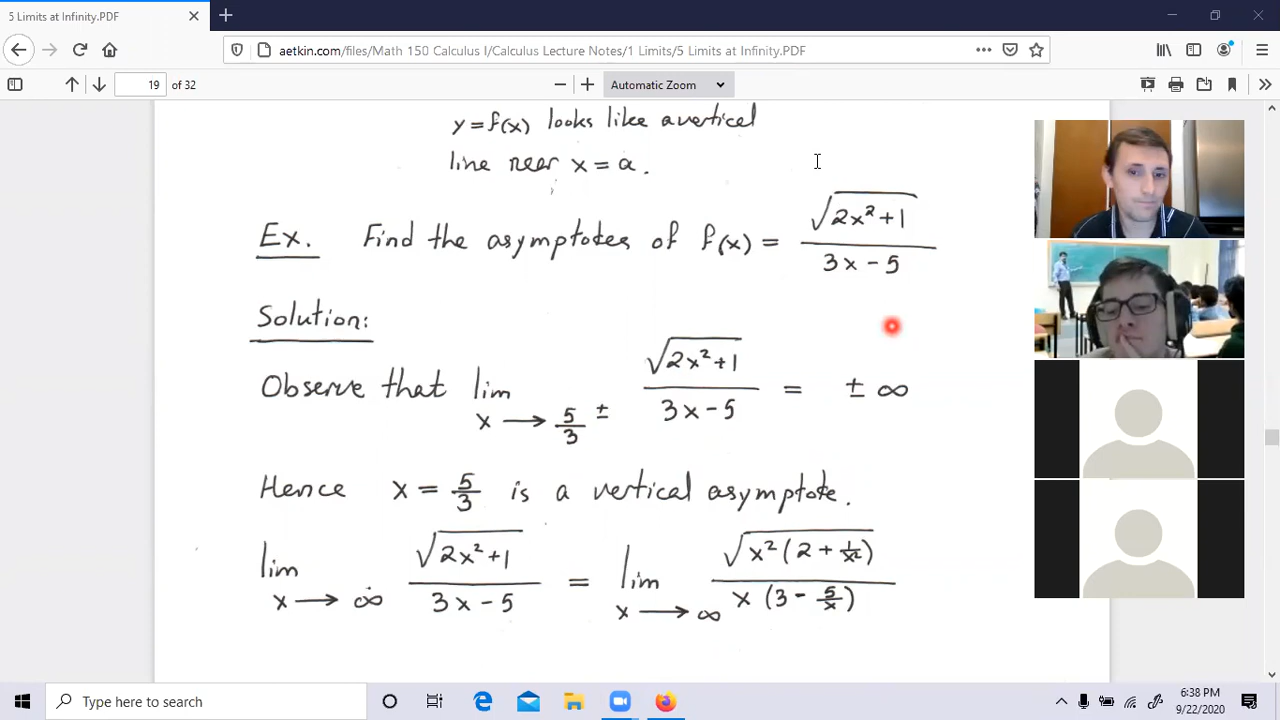 5 Limits at Infinity.PDF
aetkin.com/files/Math 150 Calculus I/Calculus Lecture Notes/1 Limits/5 Limits at Infinity.PDF
19 of 32
Automatic Zoom
y = f(x) looks like a vertical
line near x = a.
Ex. Find the asymptotes of f(x) = √(2x²+1) / (3x − 5)
Solution:
Observe that lim x → 5/3 ± √(2x²+1) / (3x − 5) = ± ∞
Hence x = 5/3 is a vertical asymptote.
lim x → ∞ √(2x²+1) / (3x − 5) = lim x → ∞ √(x²(2 + 1/x²)) / (x(3 − 5/x))
Type here to search
6:38 PM
9/22/2020